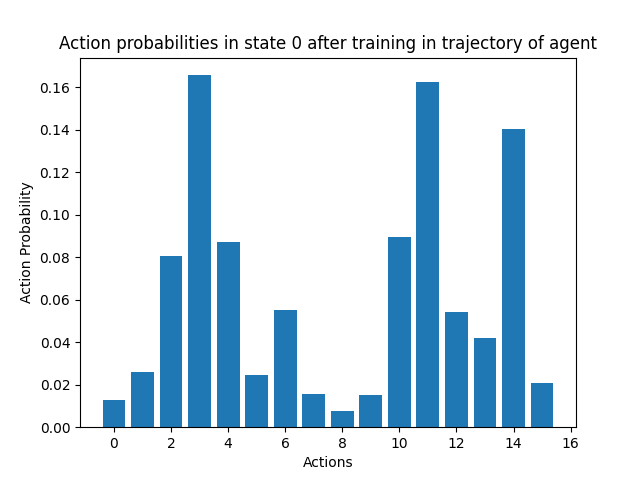 Action probabilities in state 0 after training in trajectory of agent
Action Probability
0.16
0.14
0.12
0.10
0.08
0.06
0.04
0.02
0.00
0 2 4 6 8 10 12 14 16
Actions